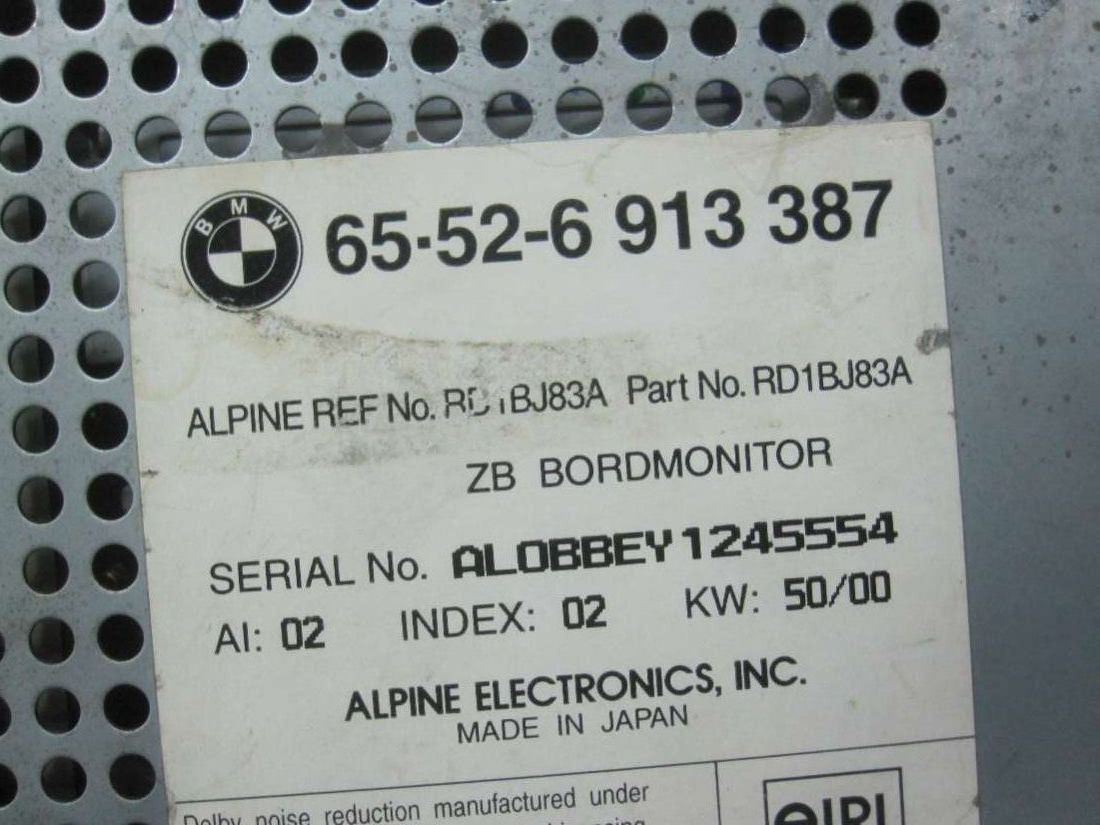 BMW 65·52-6 913 387
ALPINE REF No. RD1BJ83A Part No. RD1BJ83A
ZB BORDMONITOR
SERIAL No. ALOBBEY1245554
AI: 02 INDEX: 02 KW: 50/00
ALPINE ELECTRONICS, INC.
MADE IN JAPAN
Dolby noise reduction manufactured under